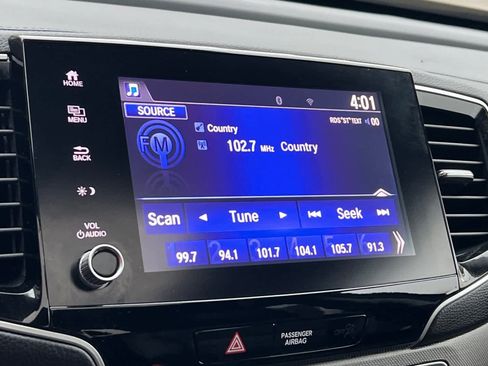 HOME
MENU
BACK
VOL
AUDIO
4:01
SOURCE
RDS "ST" TEXT 00
Country
FM
102.7 MHz Country
Scan Tune Seek
99.7 94.1 101.7 104.1 105.7 91.3
PASSENGER
AIRBAG